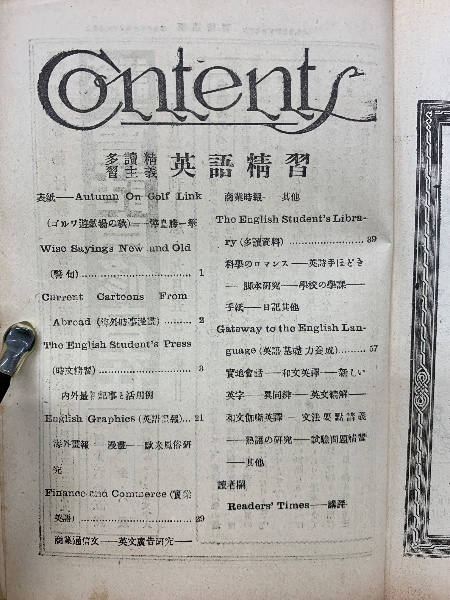 Contents
多讀精
習主義
英語精習
表紙——Autumn On Golf Link
(ゴルフ遊戯場の秋)
Wise Sayings New and Old
(警句) 1
Current Cartoons From
Abroad (海外時事漫畫) 2
The English Student's Press
(時文精習) 3
內外最新記事と活用例
English Graphics (英語畫報) 21
海外畫報——漫畫——歐米風俗研
究
Finance and Commerce (實業
英語) 29
商業通信文——英文廣告研究——
商業時報——其他
The English Student's Libra-
ry (多讀資料) 39
科學のロマンス——英詩手ほどき
——脚本研究——學校の學課——
手紙——日記其他
Gateway to the English Lan-
guage (英語基礎力養成) 57
實地會話——和文英譯——新しい
英字——異同辨——英文精解——
和文伽噺英譯——文法要點講義
——熟語の研究——試驗問題精習
——其他
讀者欄
Readers' Times——講評